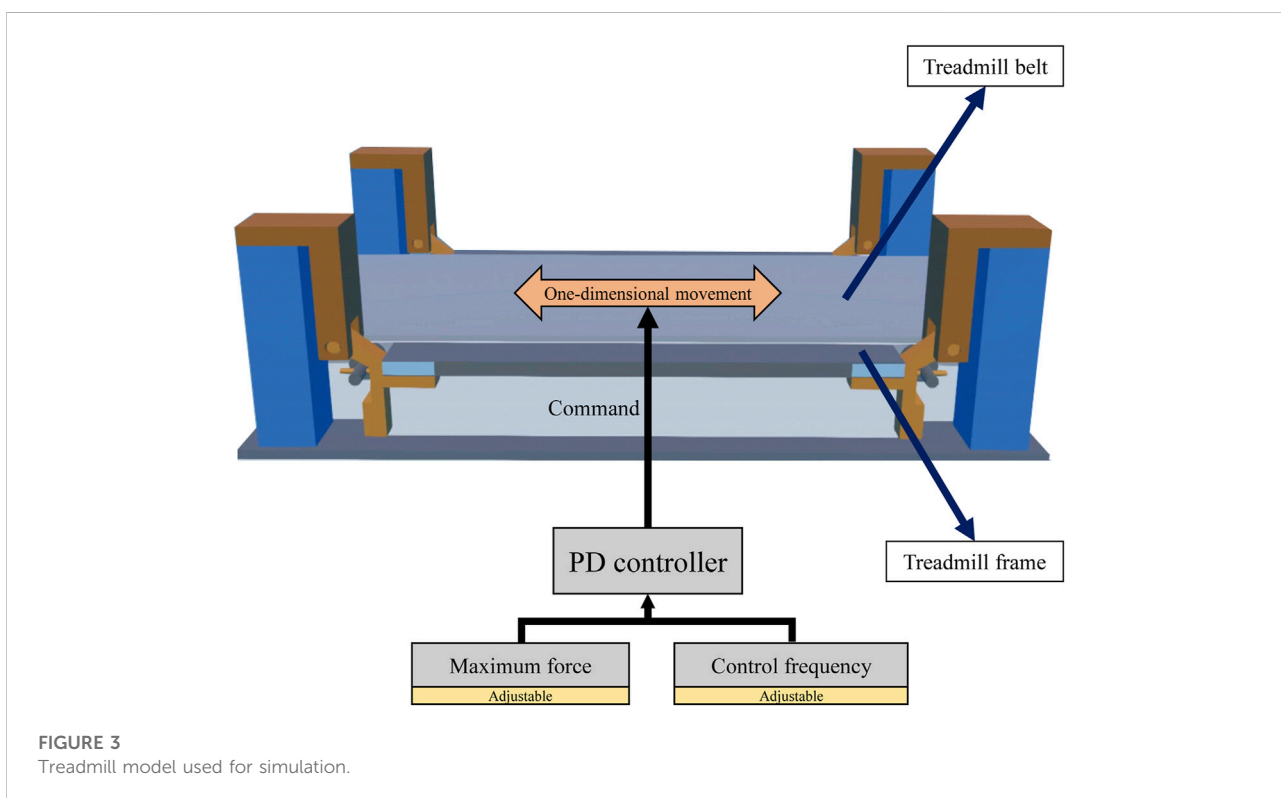 Treadmill belt
One-dimensional movement
Command
PD controller
Treadmill frame
Maximum force
Control frequency
Adjustable
Adjustable
FIGURE 3
Treadmill model used for simulation.